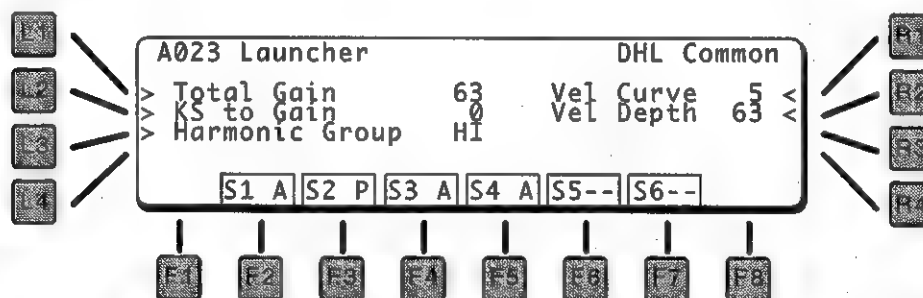 L1
L2
L3
L4
A023 Launcher DHL Common
> Total Gain 63 Vel Curve 5 <
> KS to Gain 0 Vel Depth 63 <
> Harmonic Group HI
S1 A S2 P S3 A S4 A S5-- S6--
R1
R2
R3
F1 F2 F3 F4 F5 F6 F7 F8